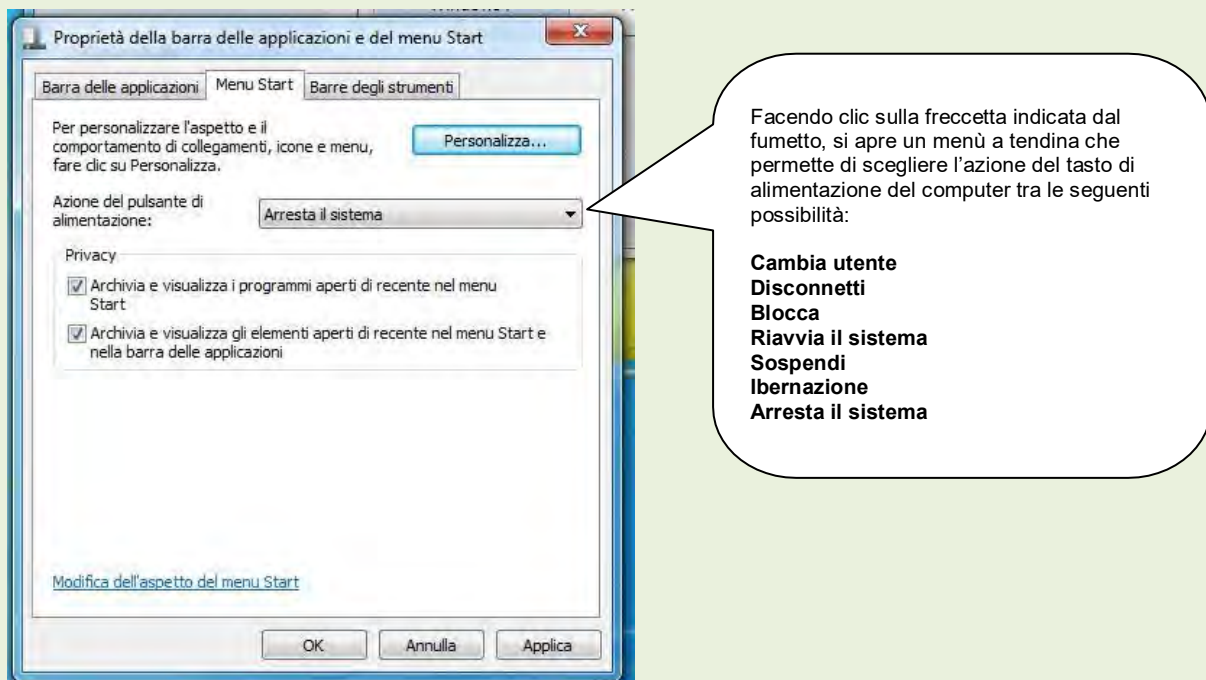 Proprietà della barra delle applicazioni e del menu Start
Barra delle applicazioni
Menu Start
Barre degli strumenti
Per personalizzare l'aspetto e il
comportamento di collegamenti, icone e menu,
fare clic su Personalizza.
Personalizza...
Azione del pulsante di
alimentazione:
Arresta il sistema
Privacy
Archivia e visualizza i programmi aperti di recente nel menu
Start
Archivia e visualizza gli elementi aperti di recente nel menu Start e
nella barra delle applicazioni
Modifica dell'aspetto del menu Start
OK
Annulla
Applica
Facendo clic sulla freccetta indicata dal
fumetto, si apre un menù a tendina che
permette di scegliere l’azione del tasto di
alimentazione del computer tra le seguenti
possibilità:
Cambia utente
Disconnetti
Blocca
Riavvia il sistema
Sospendi
Ibernazione
Arresta il sistema